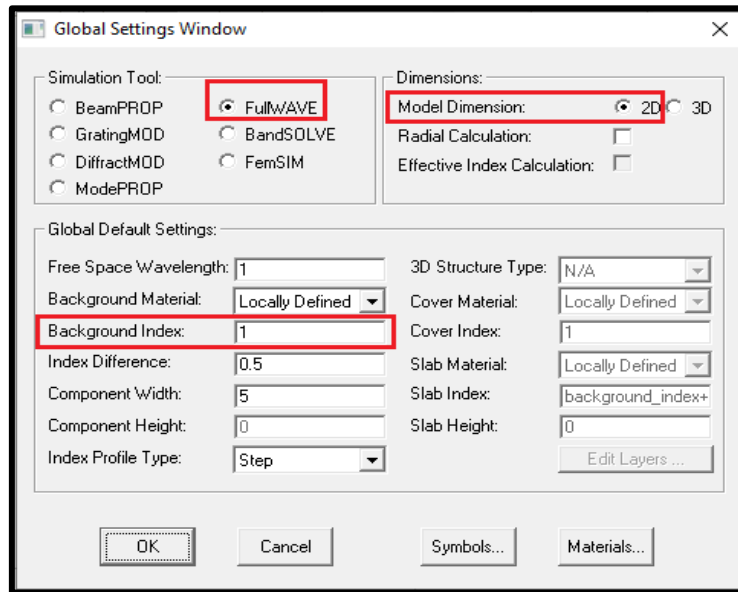 Global Settings Window
Simulation Tool:
BeamPROP
FullWAVE
GratingMOD
BandSOLVE
DiffractMOD
FemSIM
ModePROP
Dimensions:
Model Dimension: 2D 3D
Radial Calculation:
Effective Index Calculation:
Global Default Settings:
Free Space Wavelength: 1
Background Material: Locally Defined
Background Index: 1
Index Difference: 0.5
Component Width: 5
Component Height: 0
Index Profile Type: Step
3D Structure Type: N/A
Cover Material: Locally Defined
Cover Index: 1
Slab Material: Locally Defined
Slab Index: background_index+
Slab Height: 0
Edit Layers ...
OK
Cancel
Symbols...
Materials...